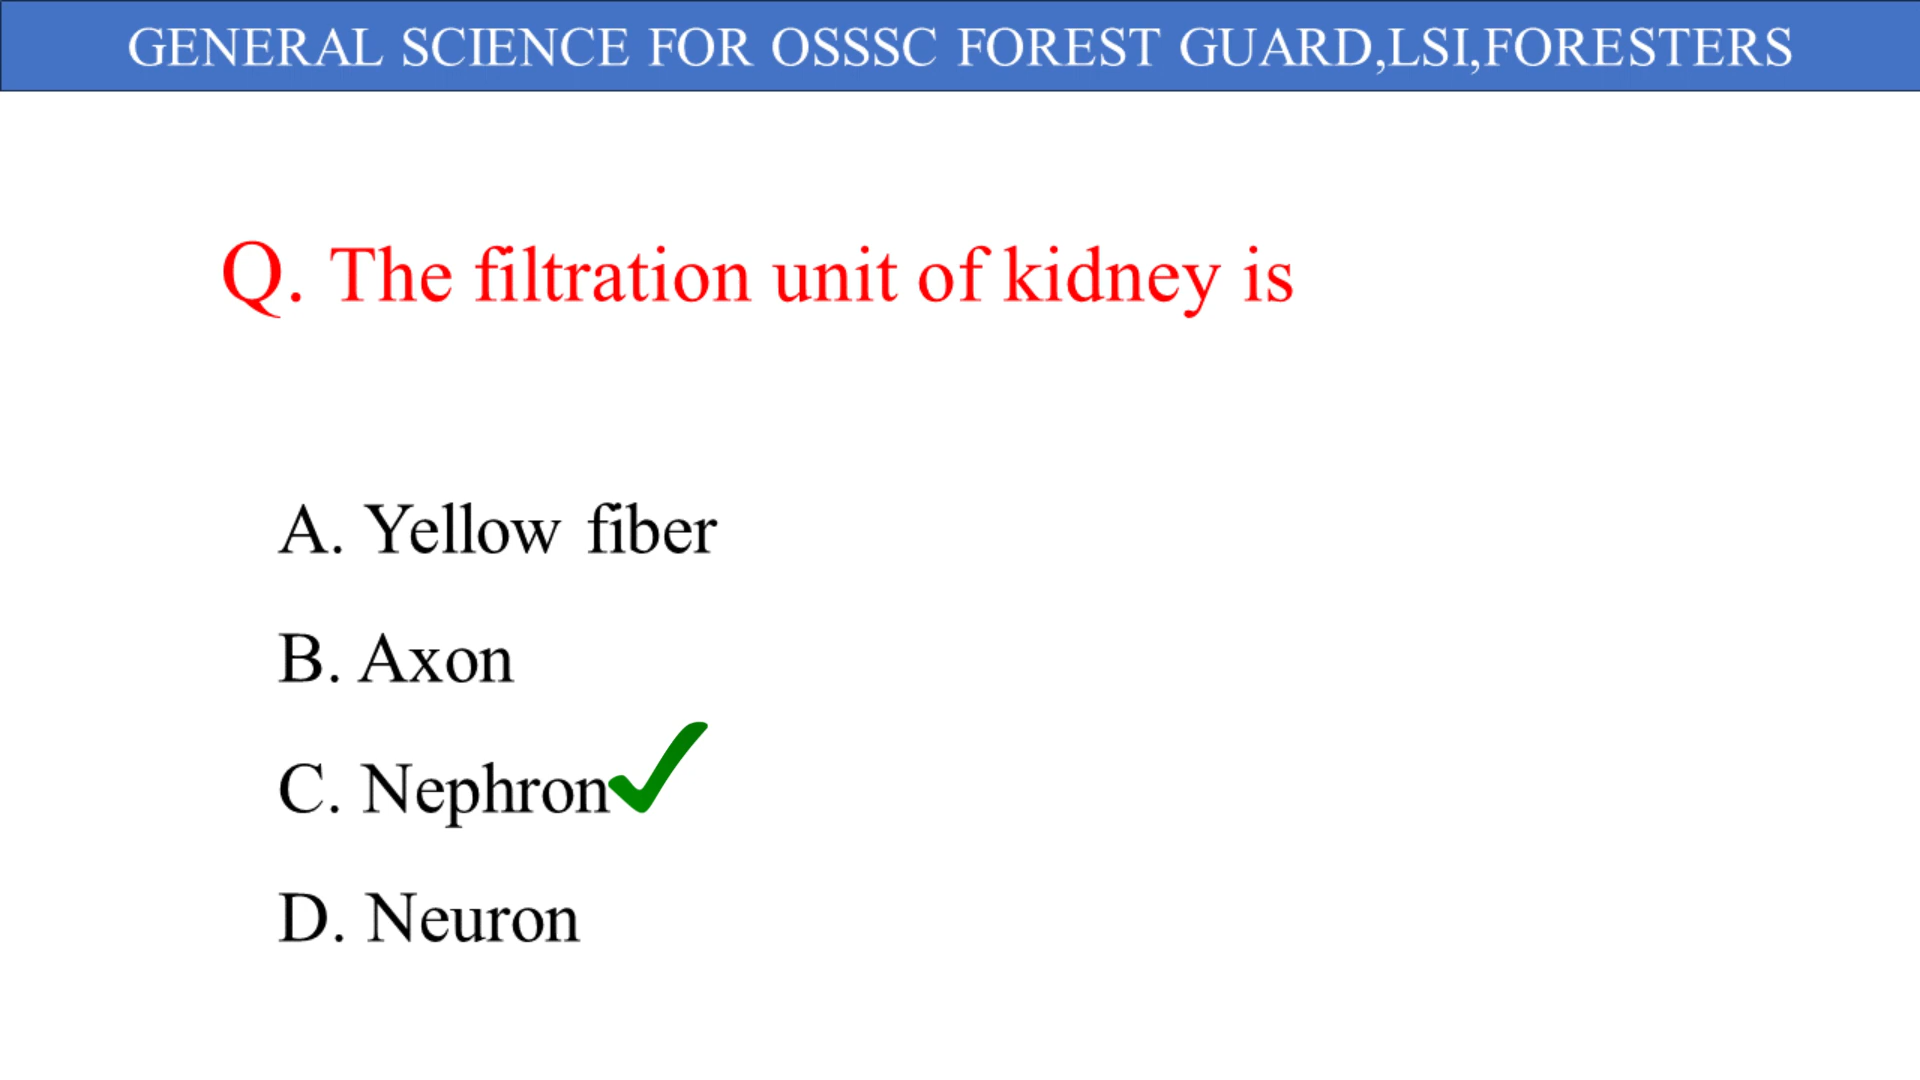 GENERAL SCIENCE FOR OSSSC FOREST GUARD,LSI,FORESTERS
Q. The filtration unit of kidney is
A. Yellow fiber
B. Axon
C. Nephron
D. Neuron